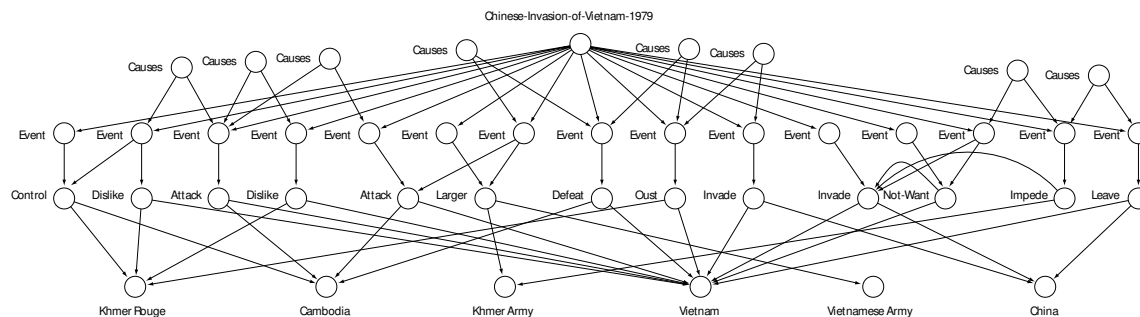 Chinese-Invasion-of-Vietnam-1979
Causes Causes Causes Causes Causes Causes Causes Causes
Event Event Event Event Event Event Event Event Event Event Event Event Event Event Event
Control Dislike Attack Dislike Attack Larger Defeat Oust Invade Invade Not-Want Impede Leave
Khmer Rouge Cambodia Khmer Army Vietnam Vietnamese Army China